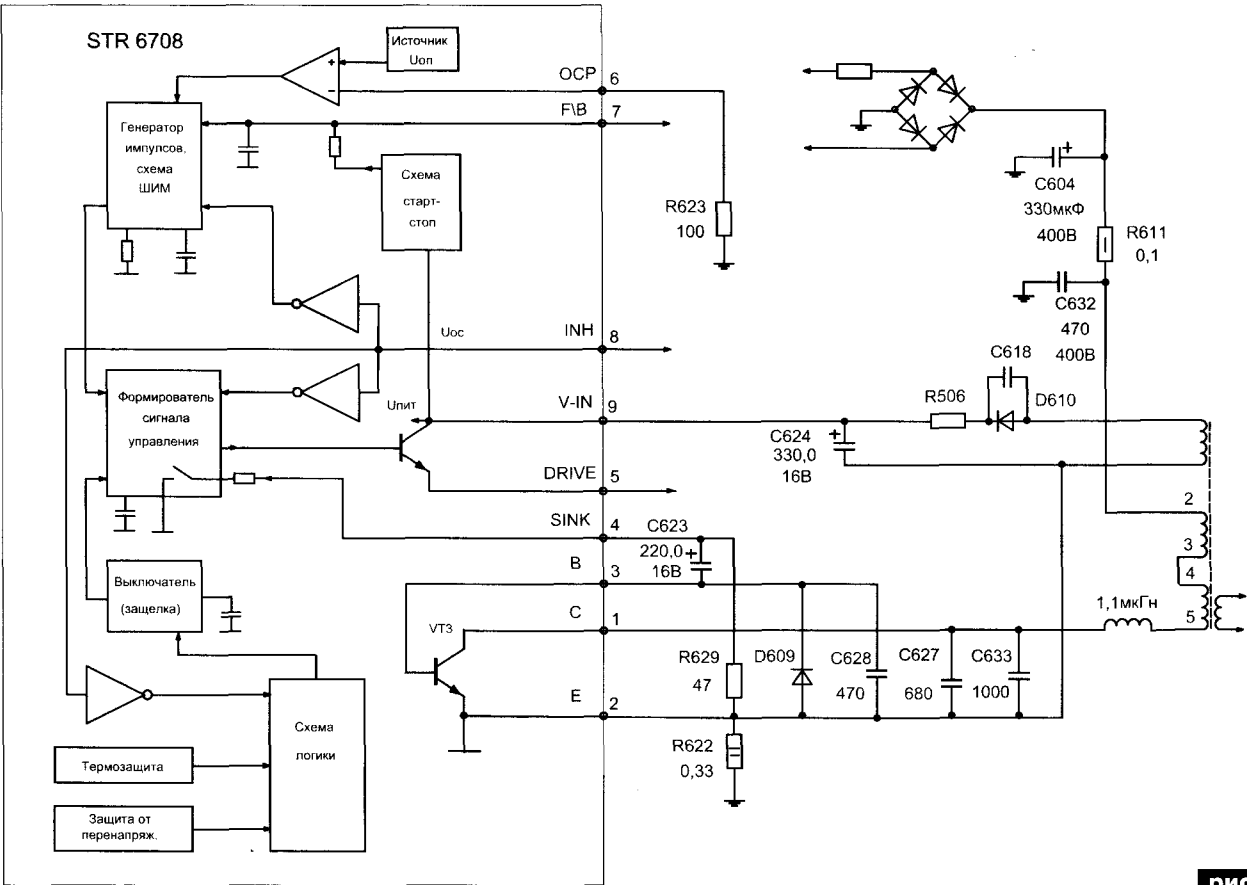 STR 6708
Источник
Uоп
OCP
6
F\B
7
Генератор
импулсов,
схема
ШИМ
Схема
старт-
стоп
R623
100
C604
330мкФ
400В
R611
0,1
C632
470
400В
Uос
INH
8
Формирователь
сигнала
управления
Uпит
V-IN
9
C618
R506
D610
C624
330,0
16В
DRIVE
5
SINK
4
C623
220,0
16В
B
3
C
1
VT3
E
2
R629
47
D609
C628
470
C627
680
C633
1000
1,1мкГн
2
3
4
5
R622
0,33
Выключатель
(защелка)
Схема
логики
Термозащита
Защита от
перенапряж.